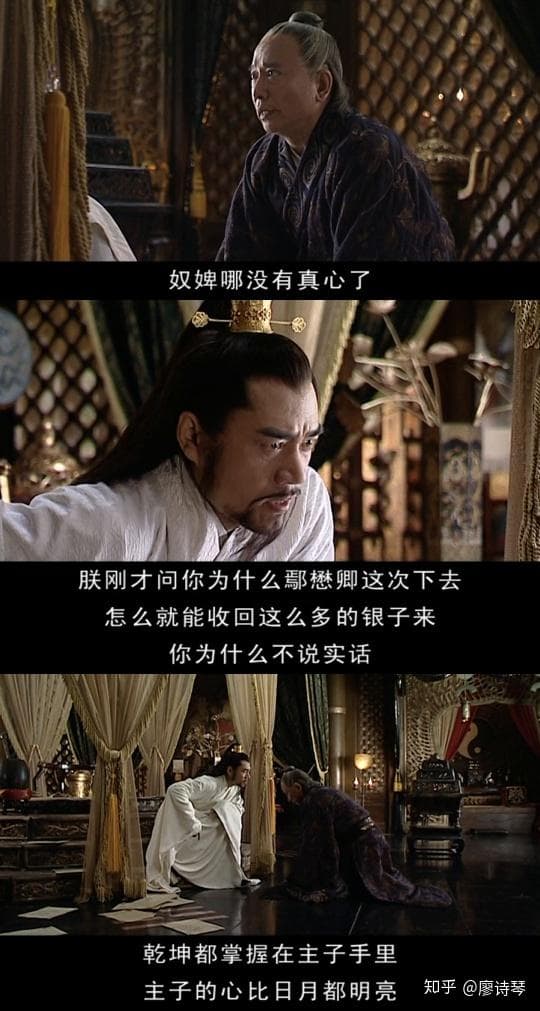 奴婢哪没有真心了
朕刚才问你为什么鄢懋卿这次下去
怎么就能收回这么多的银子来
你为什么不说实话
乾坤都掌握在主子手里
主子的心比日月都明亮
知乎 @廖诗琴